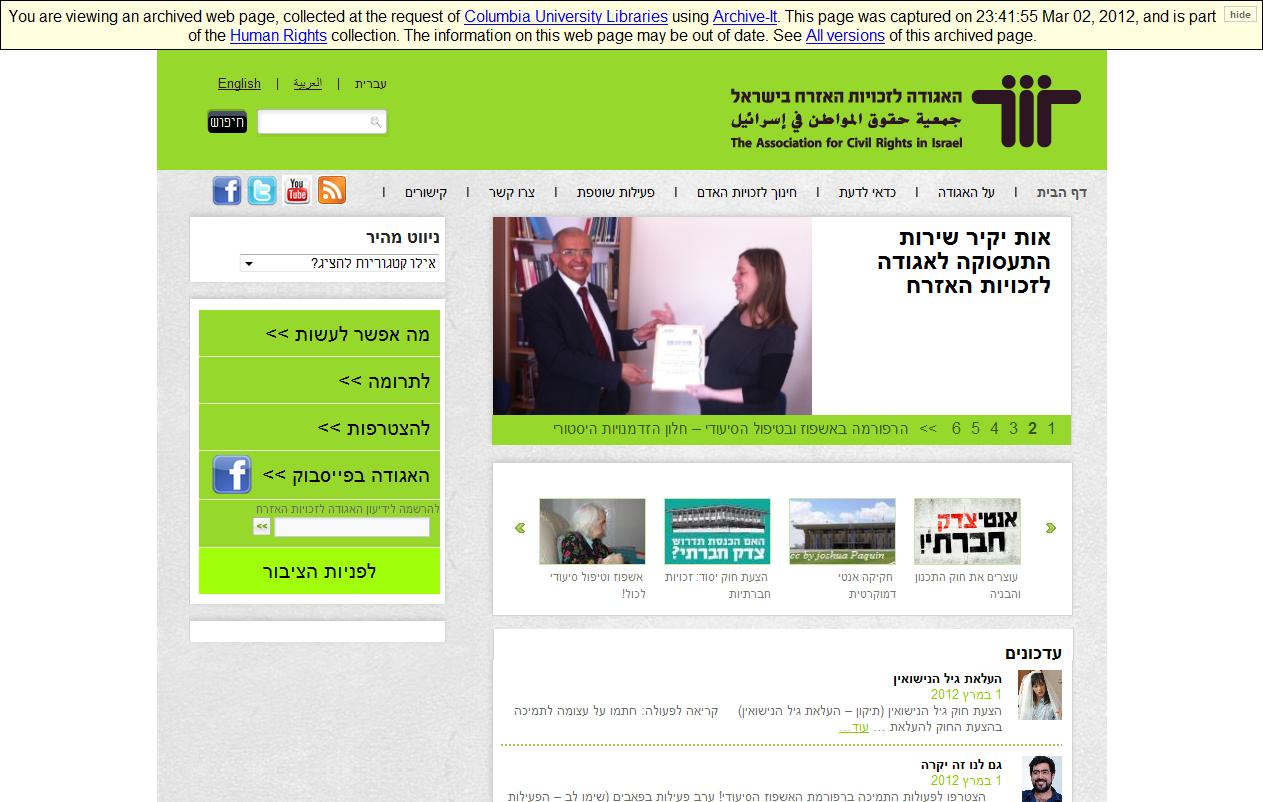 You are viewing an archived web page, collected at the request of Columbia University Libraries using Archive-It. This page was captured on 23:41:55 Mar 02, 2012, and is part
of the Human Rights collection. The information on this web page may be out of date. See All versions of this archived page.
hide
עברית | العربية | English
חיפוש
האגודה לזכויות האזרח בישראל
جمعية حقوق المواطن في إسرائيل
The Association for Civil Rights in Israel
דף הבית | על האגודה | כדאי לדעת | חינוך לזכויות האדם | פעילות שוטפת | צרו קשר | קישורים |
You Tube
אות יקיר שירות
התעסוקה לאגודה
לזכויות האזרח
1 2 3 4 5 6 >> הרפורמה באשפוז ובטיפול הסיעודי – חלון הזדמנויות היסטורי
ניווט מהיר
אילו קטגוריות להציג?
מה אפשר לעשות >>
לתרומה >>
להצטרפות >>
האגודה בפייסבוק >>
להרשמה לידיעון האגודה לזכויות האזרח
>>
לפניות הציבור
אנטיצדק
חברתי!
עוצרים את חוק התכנון
והבניה
cc by joshua Paquin
חקיקה אנטי
דמוקרטית
האם הכנסת תדרוש
צדק חברתי?
הצעת חוק יסוד: זכויות
חברתיות
אשפוז וטיפול סיעודי
לכול!
עדכונים
העלאת גיל הנישואין
1 במרץ 2012
הצעת חוק גיל הנישואין (תיקון – העלאת גיל הנישואין) קריאה לפעולה: חתמו על עצומה לתמיכה
בהצעת החוק להעלאת ... עוד...
גם לנו זה יקרה
1 במרץ 2012
הצטרפו לפעולות התמיכה ברפורמת האשפוז הסיעודי! ערב פעילות בפאבים (שימו לב – הפעילות